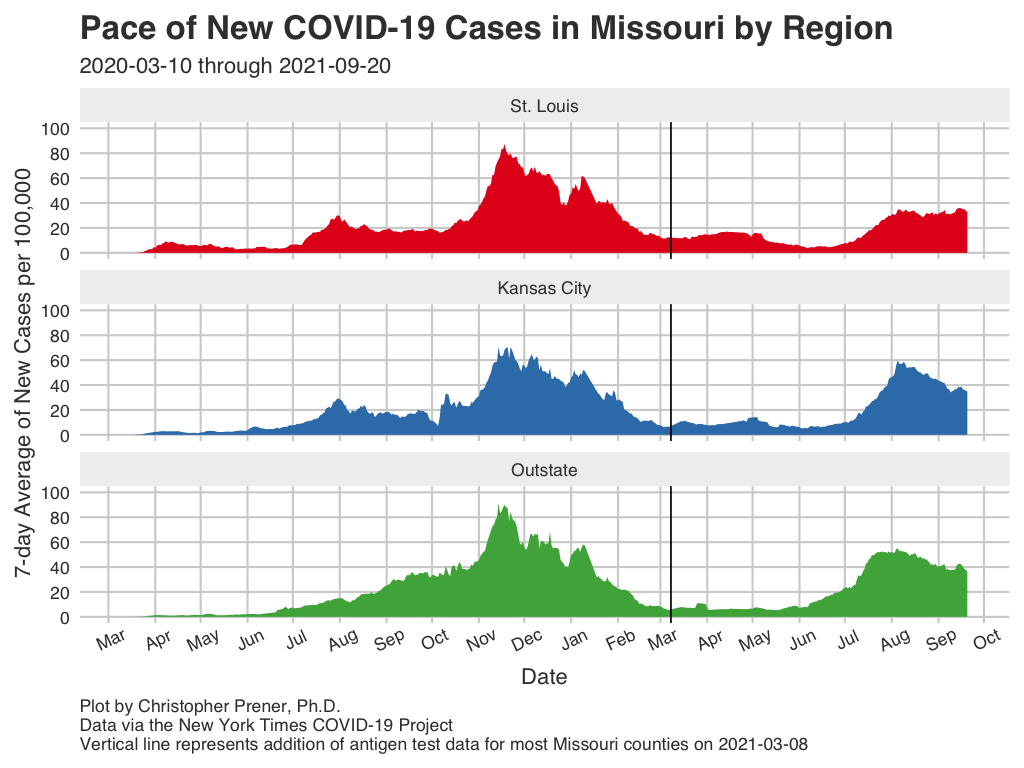 Pace of New COVID-19 Cases in Missouri by Region
2020-03-10 through 2021-09-20
7-day Average of New Cases per 100,000
St. Louis
100
80
60
40
20
0
Kansas City
100
80
60
40
20
0
Outstate
100
80
60
40
20
0
Mar Apr May Jun Jul Aug Sep Oct Nov Dec Jan Feb Mar Apr May Jun Jul Aug Sep Oct
Date
Plot by Christopher Prener, Ph.D.
Data via the New York Times COVID-19 Project
Vertical line represents addition of antigen test data for most Missouri counties on 2021-03-08